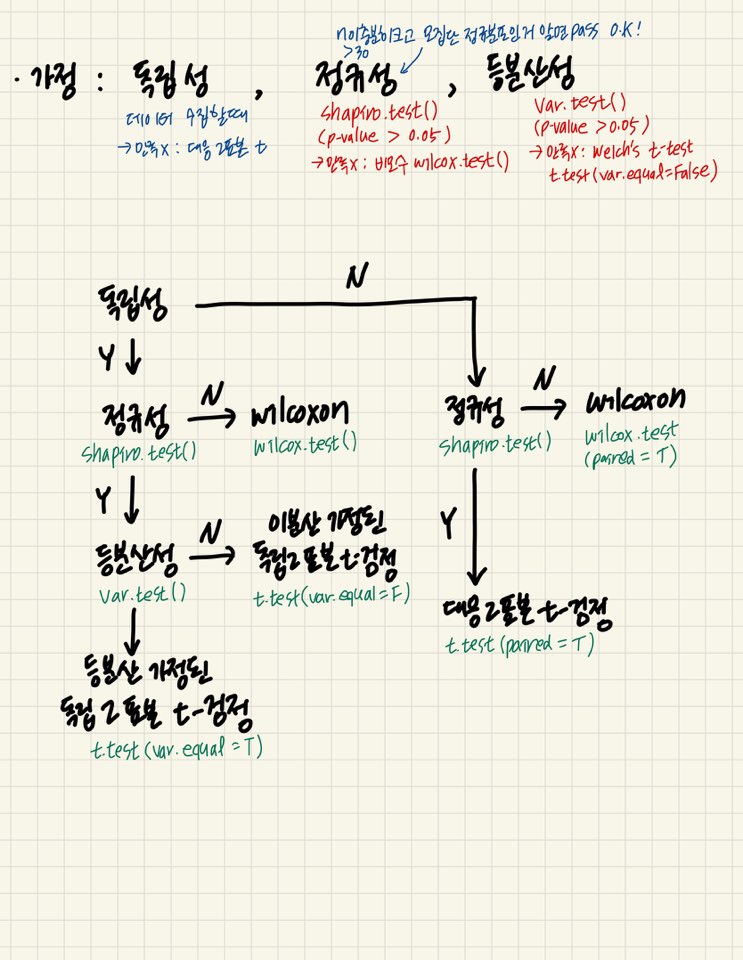 n이충분히크고 모집단 정규분포인거 알면 pass O.K!
>30
· 가정 : 독립성 , 정규성 , 등분산성
데이터 수집할때
→만족X : 대응 2표본 t
shapiro.test()
(p-value > 0.05)
→만족X : 비모수 wilcox.test()
Var.test()
(p-value >0.05)
→만족X : Welch's t-test
t.test(var.equal=False)
독립성
N
Y
정규성
shapiro.test()
N
wilcoxon
wilcox.test()
정규성
shapiro.test()
N
wilcoxon
wilcox.test
(paired = T)
Y
등분산성
var.test()
N
이분산 가정된
독립2표본 t-검정
t.test(var.equal=F)
Y
대응2표본 t-검정
t.test(paired = T)
등분산 가정된
독립 2 표본 t-검정
t.test(var.equal = T)